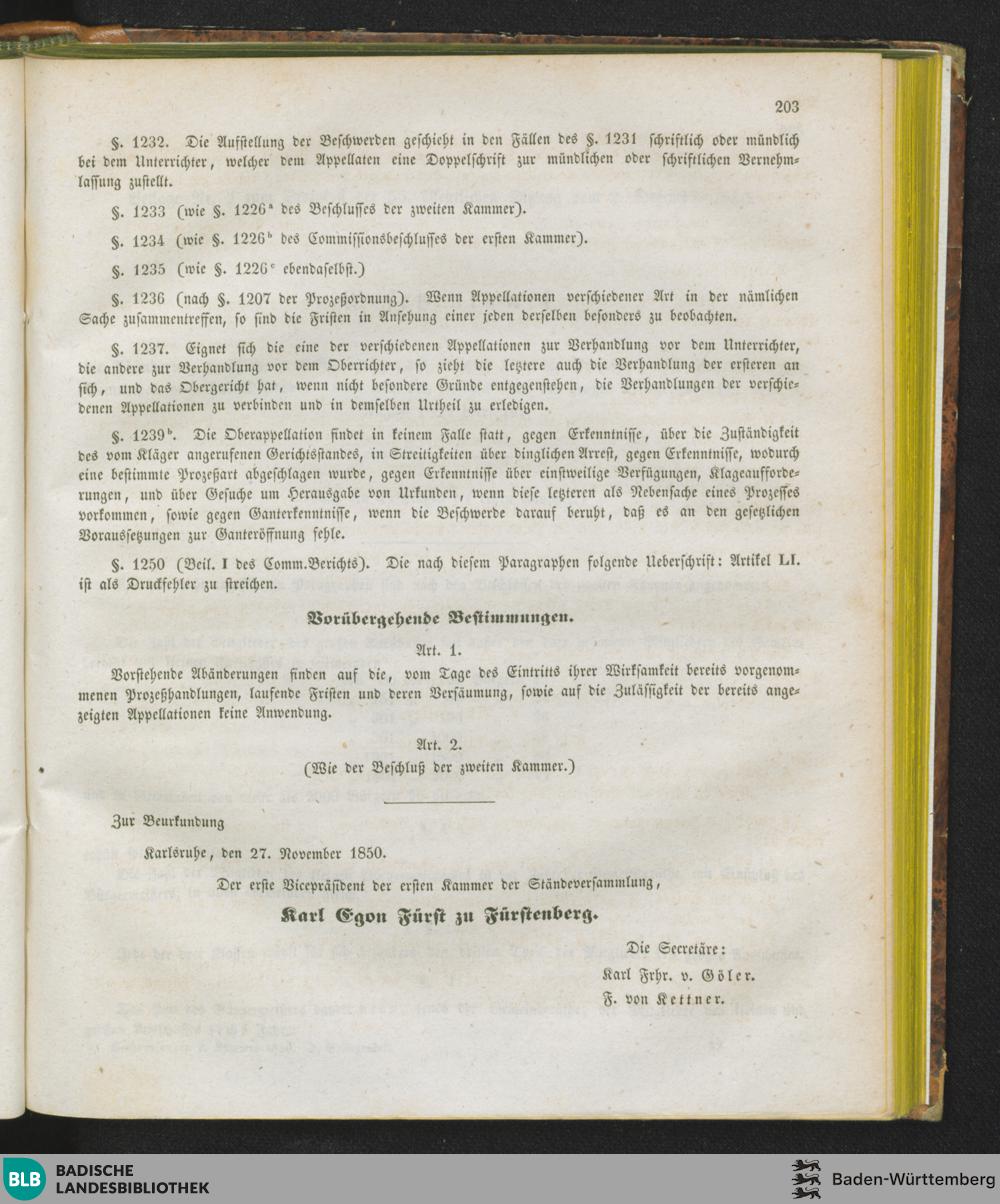 203
§. 1232. Die Aufstellung der Beschwerden geschieht in den Fällen des §. 1231 schriftlich oder mündlich
bei dem Unterrichter, welcher dem Appellaten eine Doppelschrift zur mündlichen oder schriftlichen Vernehm-
lassung zustellt.
§. 1233 (wie §. 1226ᵃ des Beschlusses der zweiten Kammer).
§. 1234 (wie §. 1226ᵇ des Commissionsbeschlusses der ersten Kammer).
§. 1235 (wie §. 1226ᶜ ebendaselbst.)
§. 1236 (nach §. 1207 der Prozeßordnung). Wenn Appellationen verschiedener Art in der nämlichen
Sache zusammentreffen, so sind die Fristen in Ansehung einer jeden derselben besonders zu beobachten.
§. 1237. Eignet sich die eine der verschiedenen Appellationen zur Verhandlung vor dem Unterrichter,
die andere zur Verhandlung vor dem Oberrichter, so zieht die letztere auch die Verhandlung der ersteren an
sich, und das Obergericht hat, wenn nicht besondere Gründe entgegenstehen, die Verhandlungen der verschie-
denen Appellationen zu verbinden und in demselben Urtheil zu erledigen.
§. 1239ᵇ. Die Oberappellation findet in keinem Falle statt, gegen Erkenntnisse, über die Zuständigkeit
des vom Kläger angerufenen Gerichtsstandes, in Streitigkeiten über dinglichen Arrest, gegen Erkenntnisse, wodurch
eine bestimmte Prozeßart abgeschlagen wurde, gegen Erkenntnisse über einstweilige Verfügungen, Klageaufforde-
rungen, und über Gesuche um Herausgabe von Urkunden, wenn diese letzteren als Nebensache eines Prozesses
vorkommen, sowie gegen Ganterkenntnisse, wenn die Beschwerde darauf beruht, daß es an den gesetzlichen
Voraussetzungen zur Ganteröffnung fehle.
§. 1250 (Beil. I des Comm.Berichts). Die nach diesem Paragraphen folgende Ueberschrift: Artikel LI.
ist als Druckfehler zu streichen.
Vorübergehende Bestimmungen.
Art. 1.
Vorstehende Abänderungen finden auf die, vom Tage des Eintritts ihrer Wirksamkeit bereits vorgenom-
menen Prozeßhandlungen, laufende Fristen und deren Versäumung, sowie auf die Zulässigkeit der bereits ange-
zeigten Appellationen keine Anwendung.
Art. 2.
(Wie der Beschluß der zweiten Kammer.)
Zur Beurkundung
Karlsruhe, den 27. November 1850.
Der erste Vicepräsident der ersten Kammer der Ständeversammlung,
Karl Egon Fürst zu Fürstenberg.
Die Secretäre:
Karl Frhr. v. Göler.
F. von Kettner.
BLB BADISCHE
LANDESBIBLIOTHEK
Baden-Württemberg